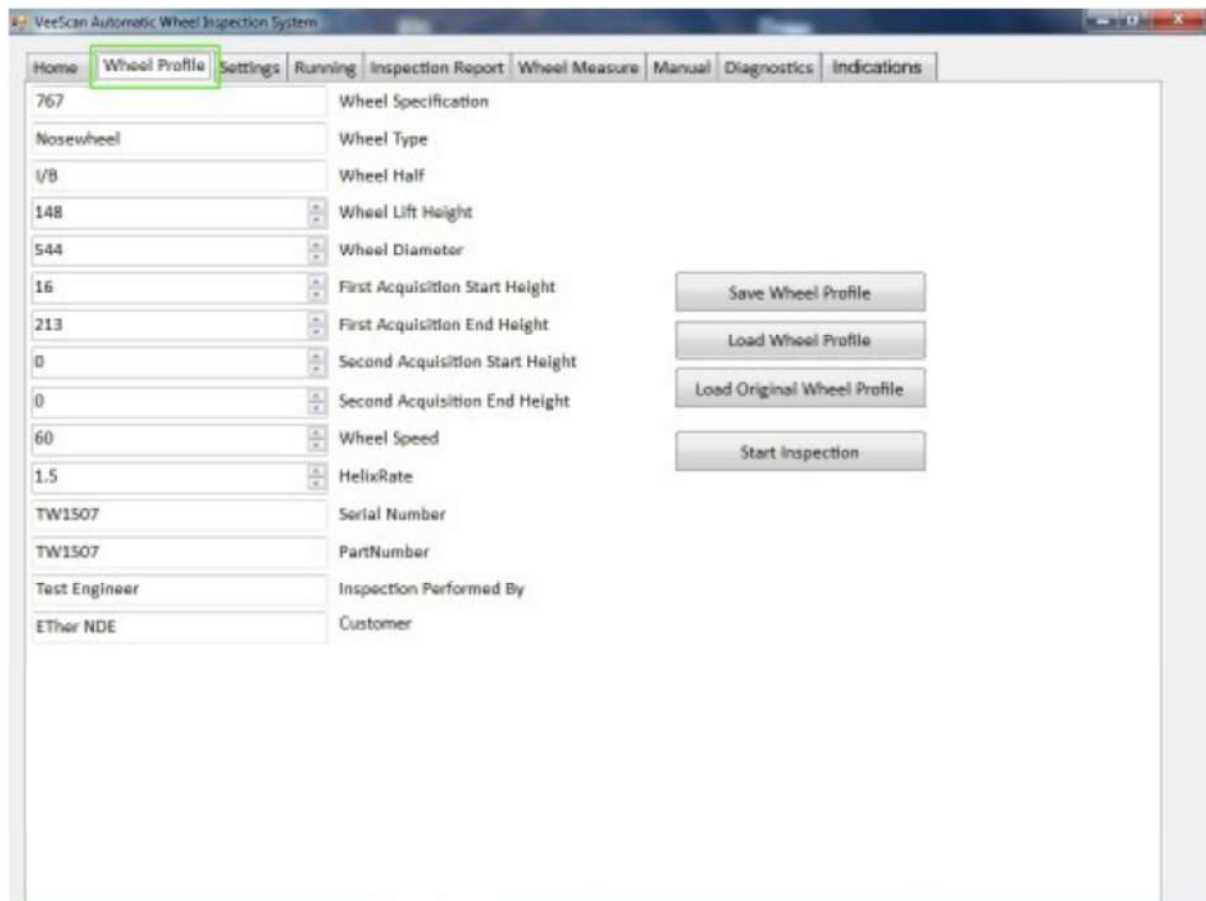 VeeScan Automatic Wheel Inspection System
Home Wheel Profile Settings Running Inspection Report Wheel Measure Manual Diagnostics Indications
767 Wheel Specification
Nosewheel Wheel Type
I/B Wheel Half
148 Wheel Lift Height
544 Wheel Diameter
16 First Acquisition Start Height
213 First Acquisition End Height
0 Second Acquisition Start Height
0 Second Acquisition End Height
60 Wheel Speed
1.5 HelixRate
TW1507 Serial Number
TW1507 PartNumber
Test Engineer Inspection Performed By
ETher NDE Customer
Save Wheel Profile
Load Wheel Profile
Load Original Wheel Profile
Start Inspection